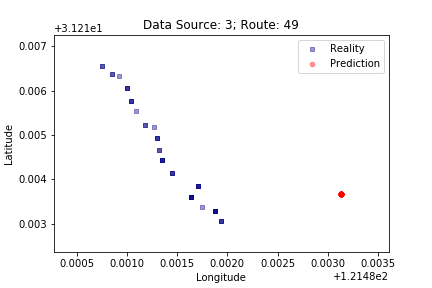 Data Source: 3; Route: 49
+3.121e1
0.007
0.006
0.005
0.004
0.003
Latitude
Reality
Prediction
0.0005 0.0010 0.0015 0.0020 0.0025 0.0030 0.0035
Longitude
+1.2148e2